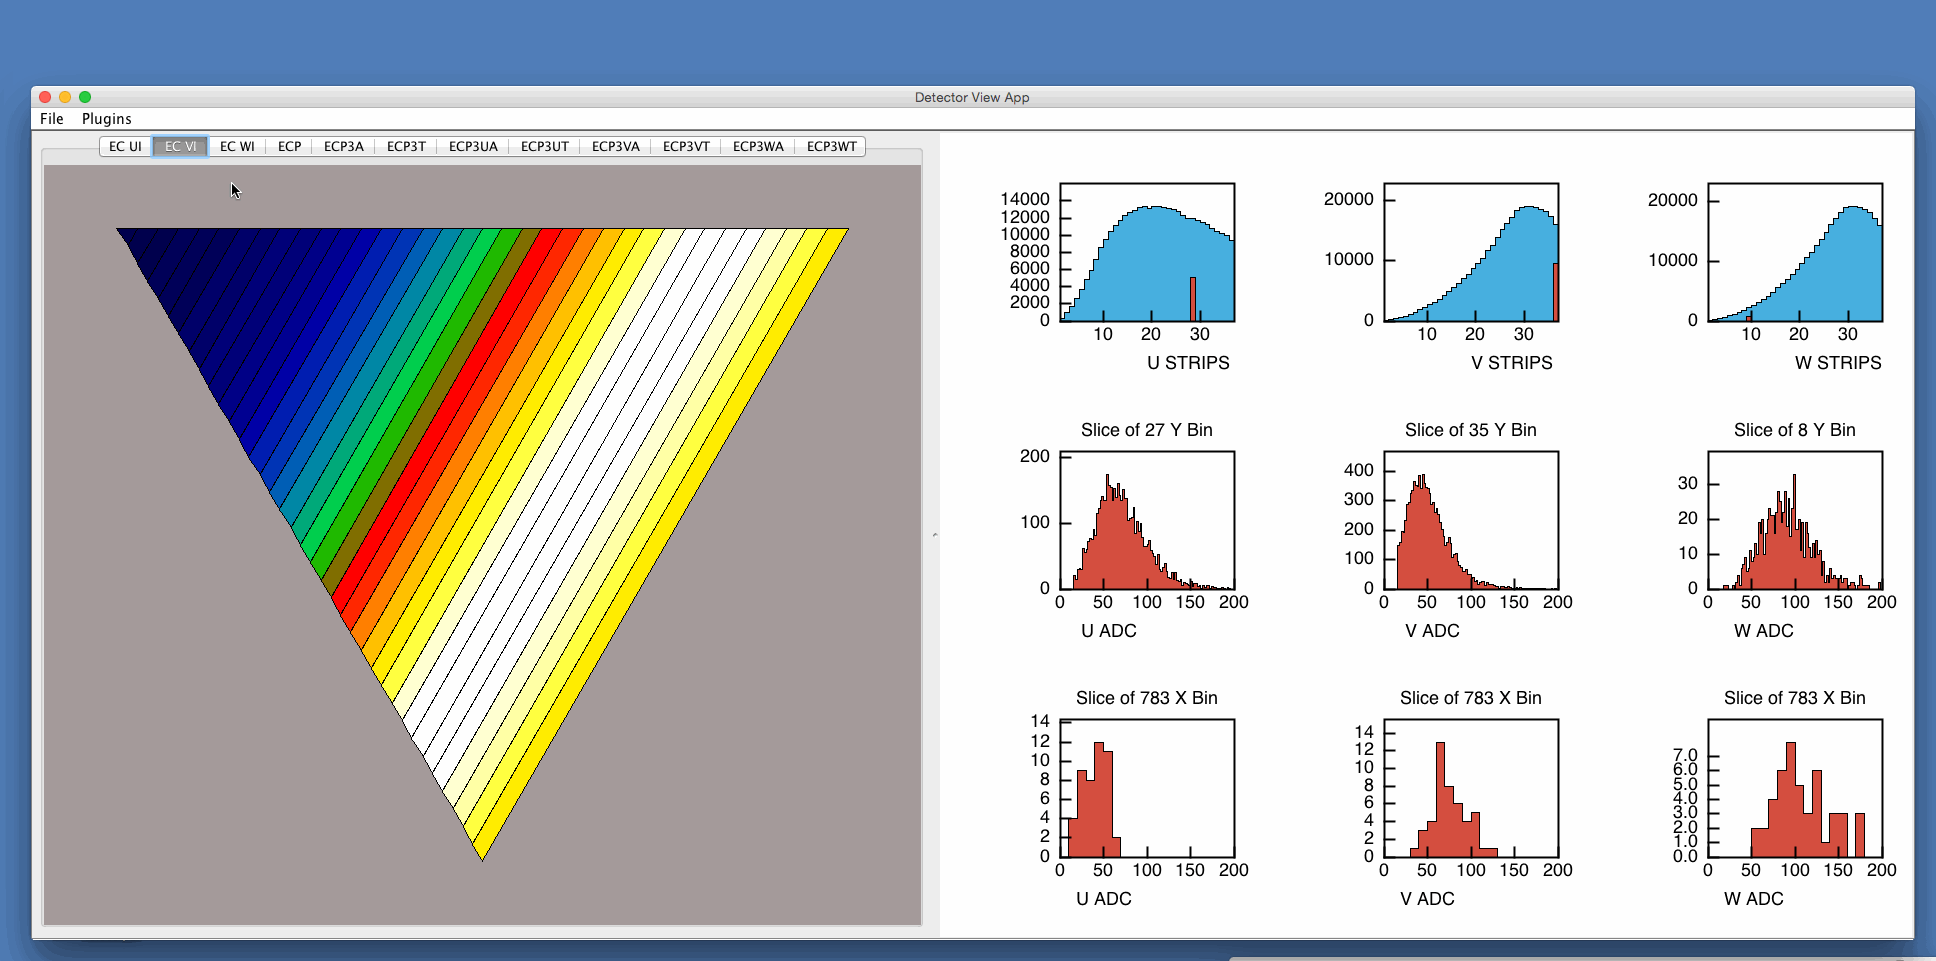 Detector View App
File Plugins
EC UI EC VI EC WI ECP ECP3A ECP3T ECP3UA ECP3UT ECP3VA ECP3VT ECP3WA ECP3WT
14000
12000
10000
8000
6000
4000
2000
0
10 20 30
U STRIPS
20000
10000
0
10 20 30
V STRIPS
20000
10000
0
10 20 30
W STRIPS
Slice of 27 Y Bin
200
100
0
0 50 100 150 200
U ADC
Slice of 35 Y Bin
400
300
200
100
0
0 50 100 150 200
V ADC
Slice of 8 Y Bin
30
20
10
0
0 50 100 150 200
W ADC
Slice of 783 X Bin
14
12
10
8
6
4
2
0
0 50 100 150 200
U ADC
Slice of 783 X Bin
14
12
10
8
6
4
2
0
0 50 100 150 200
V ADC
Slice of 783 X Bin
7.0
6.0
5.0
4.0
3.0
2.0
1.0
0.0
0 50 100 150 200
W ADC